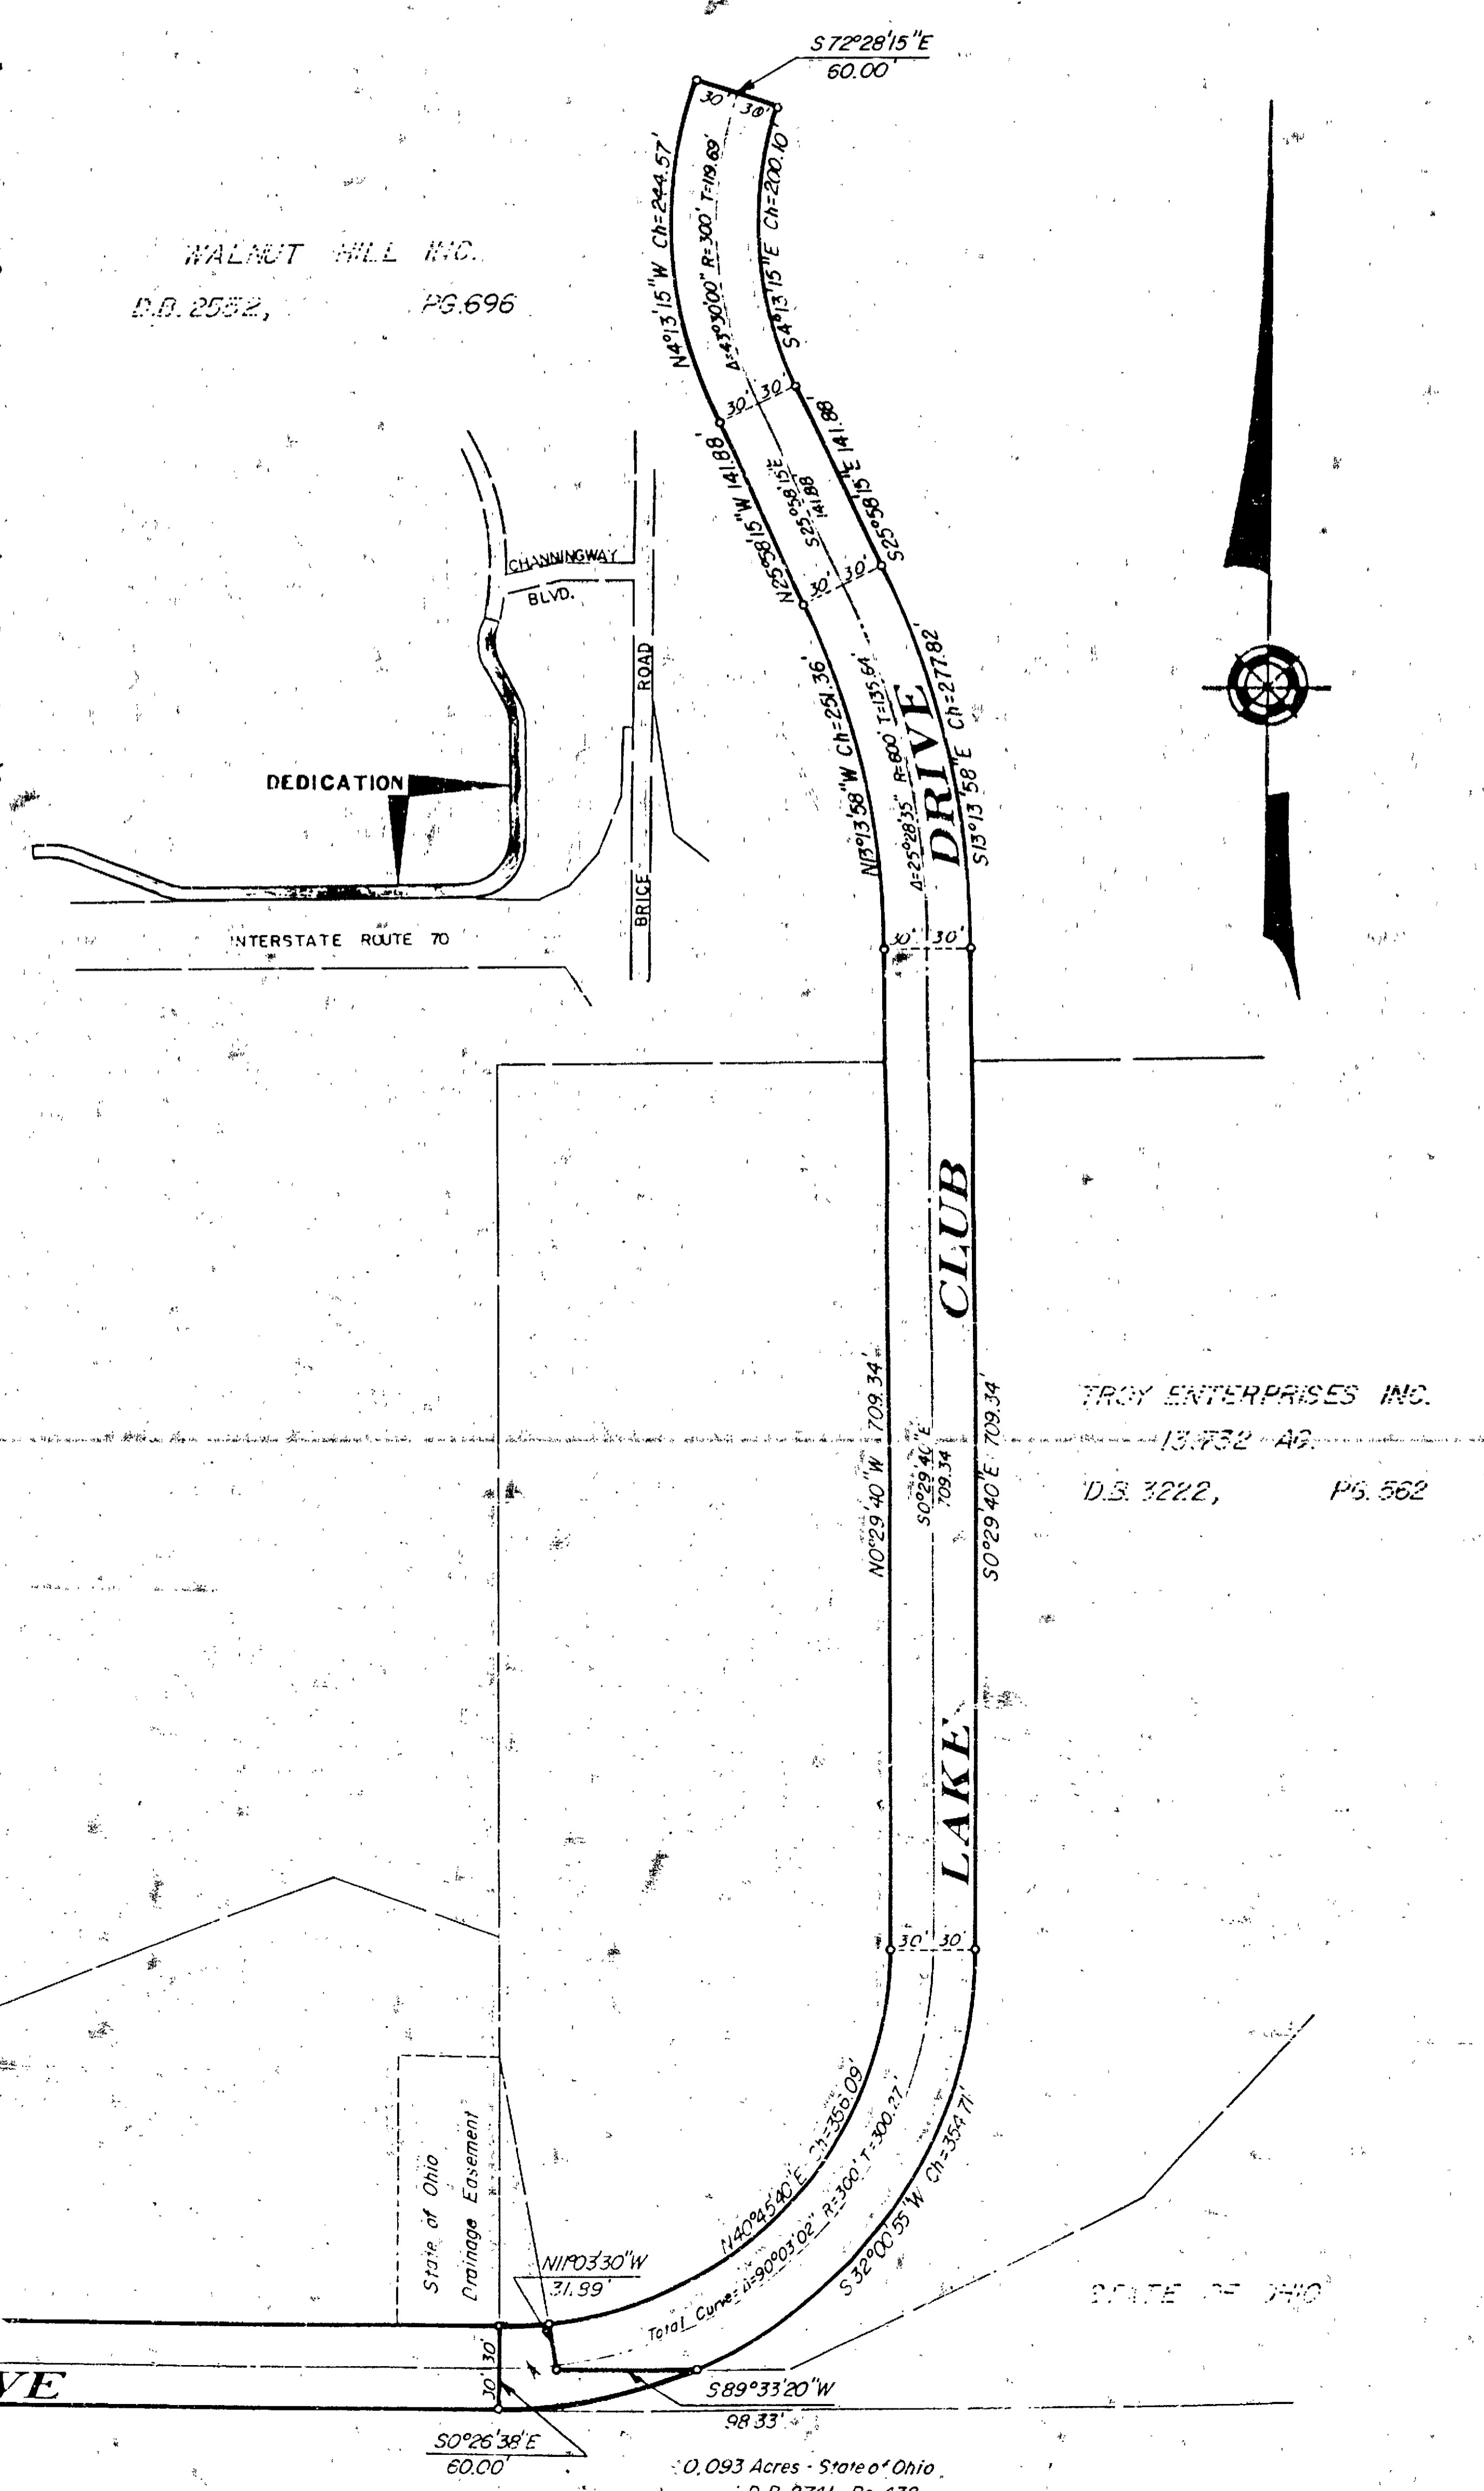 S72°28'15"E
60.00'
30' 30'
N4°13'15"W Ch=244.57'
Δ=43°30'00" R=300' T=119.69'
S4°13'15"E Ch=200.10'
WALNUT HILL INC.
D.B. 2552, PG. 696
30' 30'
N25°58'15"W 141.88'
S25°58'15"E
141.88
S25°58'15"E 141.88'
30' 30'
CHANNINGWAY
BLVD.
ROAD
BRICE
DEDICATION
INTERSTATE ROUTE 70
N13°13'58"W Ch=251.36'
Δ=25°28'35" R=600' T=135.64'
DRIVE
S13°13'58"E Ch=277.82'
30' 30'
CLUB
N0°29'40"W 709.34'
S0°29'40"E
709.34
S0°29'40"E 709.34'
TROY ENTERPRISES INC.
13.732 AC.
D.B. 3222, PG. 562
LAKE
30' 30'
N40°45'40"E Ch=356.09'
Total Curve= Δ=90°03'02" R=300' T=300.27'
S32°00'55"W Ch=354.71'
State of Ohio
Drainage Easement
N11°03'30"W
31.89'
STATE OF OHIO
30' 30'
VE
S89°33'20"W
98.33'
S0°26'38"E
60.00'
0.093 Acres - State of Ohio